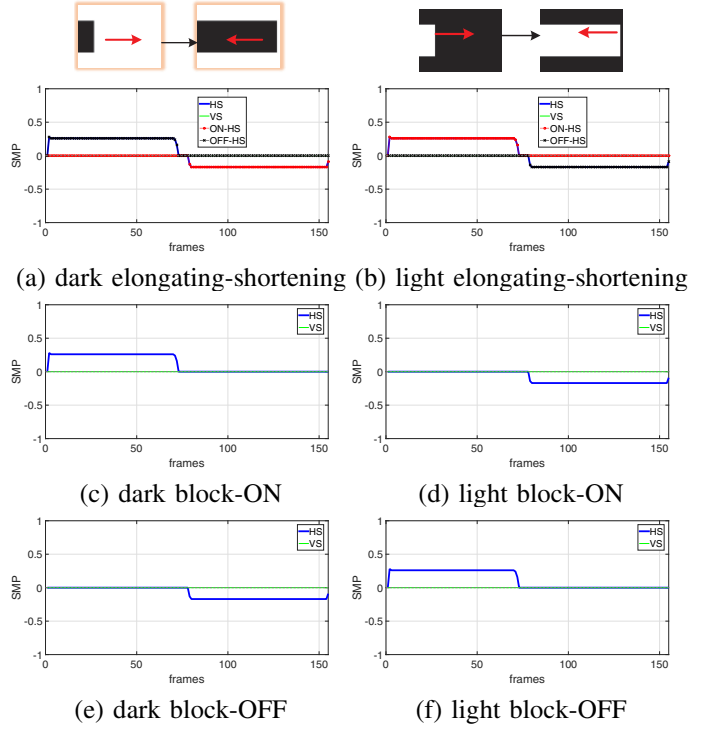 1
0.5
0
-0.5
-1
SMP
0 50 100 150
frames
HS
VS
ON-HS
OFF-HS
1
0.5
0
-0.5
-1
SMP
0 50 100 150
frames
HS
VS
ON-HS
OFF-HS
(a) dark elongating-shortening (b) light elongating-shortening
1
0.5
0
-0.5
-1
SMP
0 50 100 150
frames
HS
VS
1
0.5
0
-0.5
-1
SMP
0 50 100 150
frames
HS
VS
(c) dark block-ON (d) light block-ON
1
0.5
0
-0.5
-1
SMP
0 50 100 150
frames
HS
VS
1
0.5
0
-0.5
-1
SMP
0 50 100 150
frames
HS
VS
(e) dark block-OFF (f) light block-OFF